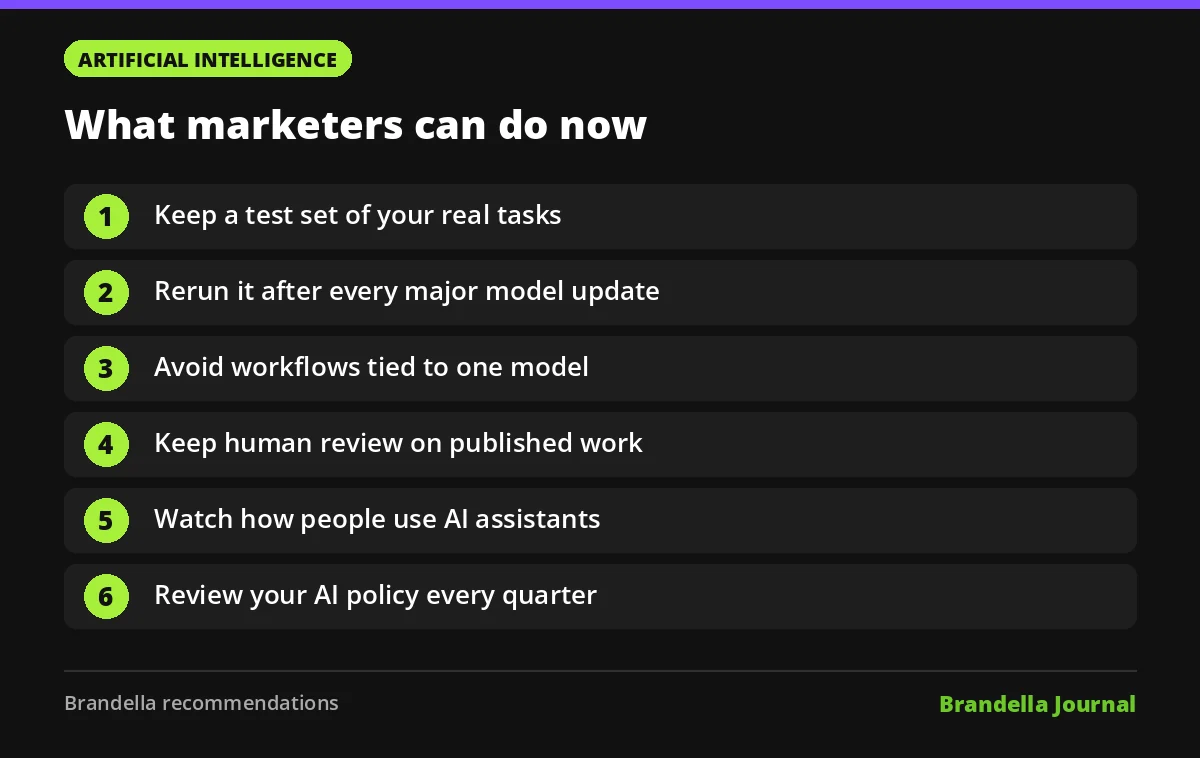 ARTIFICIAL INTELLIGENCE
What marketers can do now
1 Keep a test set of your real tasks
2 Rerun it after every major model update
3 Avoid workflows tied to one model
4 Keep human review on published work
5 Watch how people use AI assistants
6 Review your AI policy every quarter
Brandella recommendations
Brandella Journal